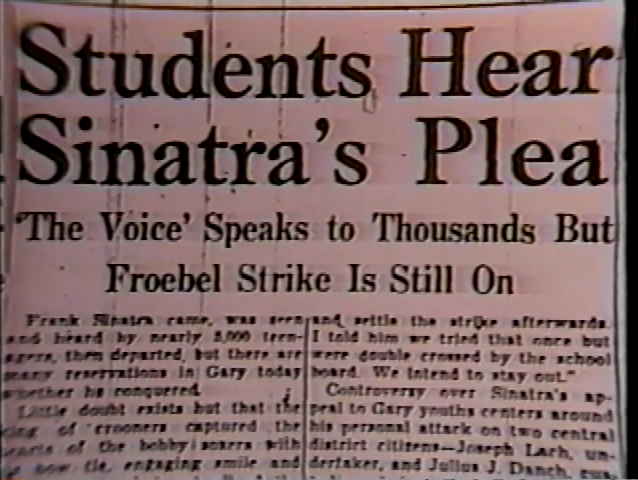 Students Hear
Sinatra's Plea
'The Voice' Speaks to Thousands But
Froebel Strike Is Still On
Frank Sinatra came, was seen
and heard by nearly 5,000 teen-
agers, then departed, but there are
many reservations in Gary today
whether he conquered.
Little doubt exists but that the
king of crooners captured the
hearts of the bobby soxers with
bow tie, engaging smile and
and settle the strike afterwards.
I told him we tried that once but
were double crossed by the school
board. We intend to stay out."
Controversy over Sinatra's ap-
peal to Gary youths centers around
his personal attack on two central
district citizens—Joseph Lach, un-
dertaker, and Julius J. Danch, cus-